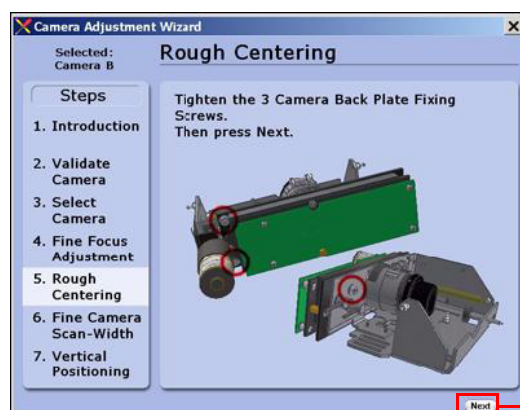 Camera Adjustment Wizard
Selected:
Camera B
Rough Centering
Steps
1. Introduction
2. Validate
Camera
3. Select
Camera
4. Fine Focus
Adjustment
5. Rough
Centering
6. Fine Camera
Scan-Width
7. Vertical
Positioning
Tighten the 3 Camera Back Plate Fixing
Screws.
Then press Next.
Next